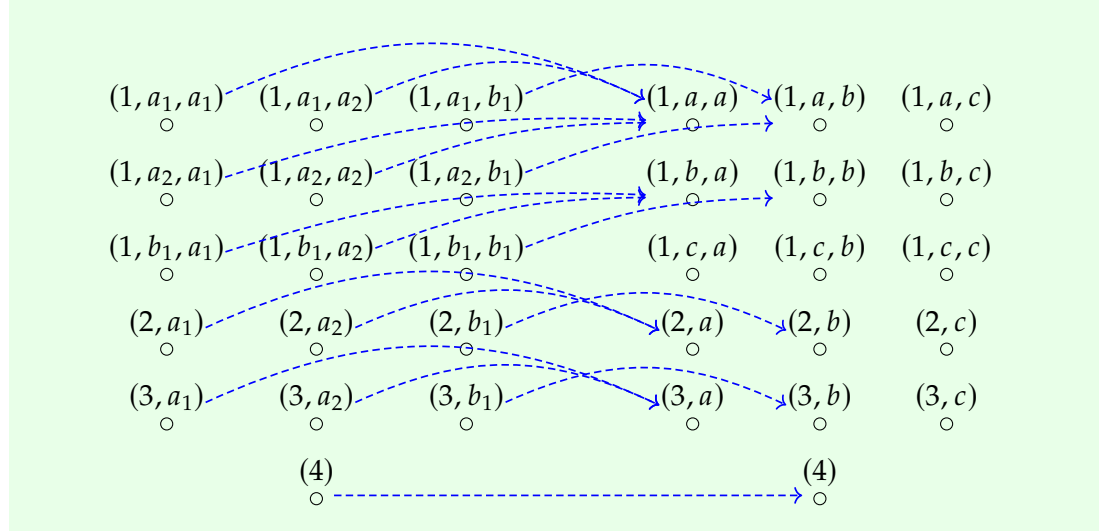 (1, a₁, a₁) (1, a₁, a₂) (1, a₁, b₁) (1, a, a) (1, a, b) (1, a, c)
(1, a₂, a₁) (1, a₂, a₂) (1, a₂, b₁) (1, b, a) (1, b, b) (1, b, c)
(1, b₁, a₁) (1, b₁, a₂) (1, b₁, b₁) (1, c, a) (1, c, b) (1, c, c)
(2, a₁) (2, a₂) (2, b₁) (2, a) (2, b) (2, c)
(3, a₁) (3, a₂) (3, b₁) (3, a) (3, b) (3, c)
(4) (4)